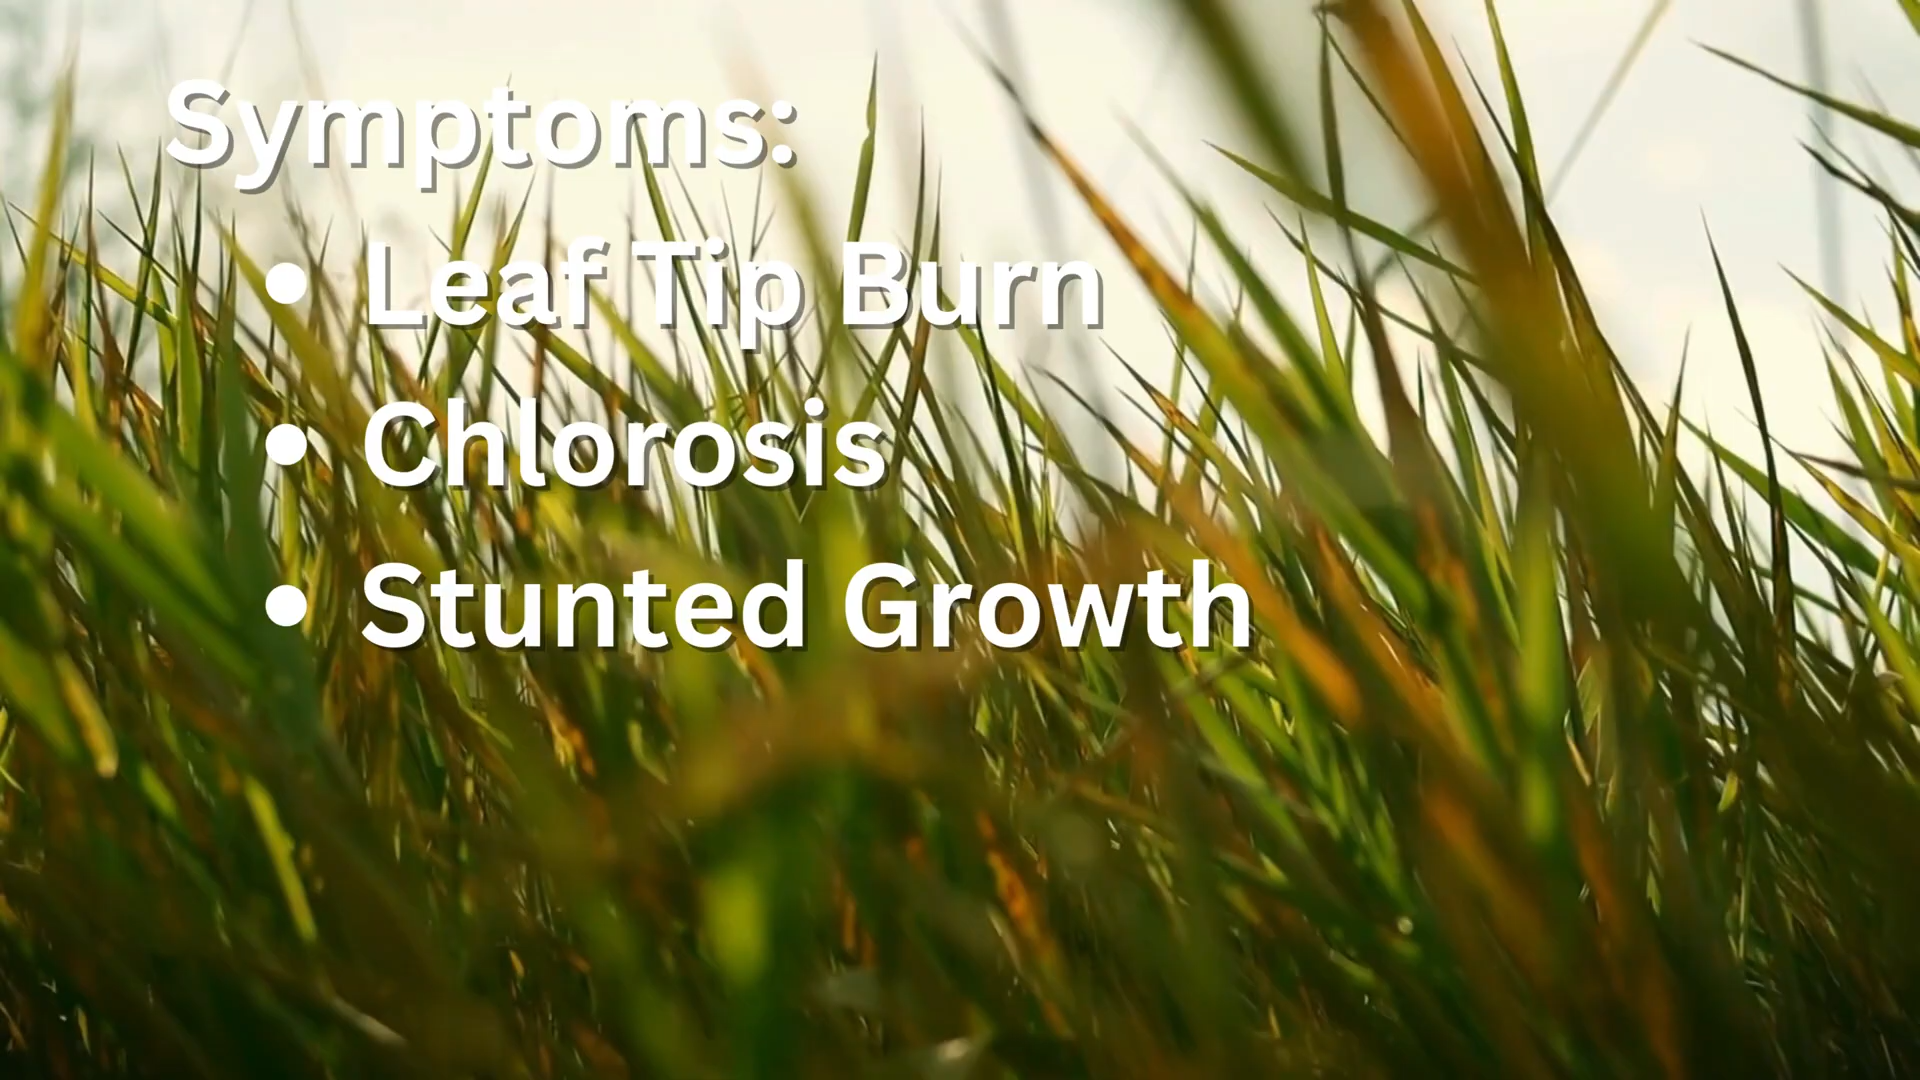 Symptoms:
• Leaf Tip Burn
• Chlorosis
• Stunted Growth